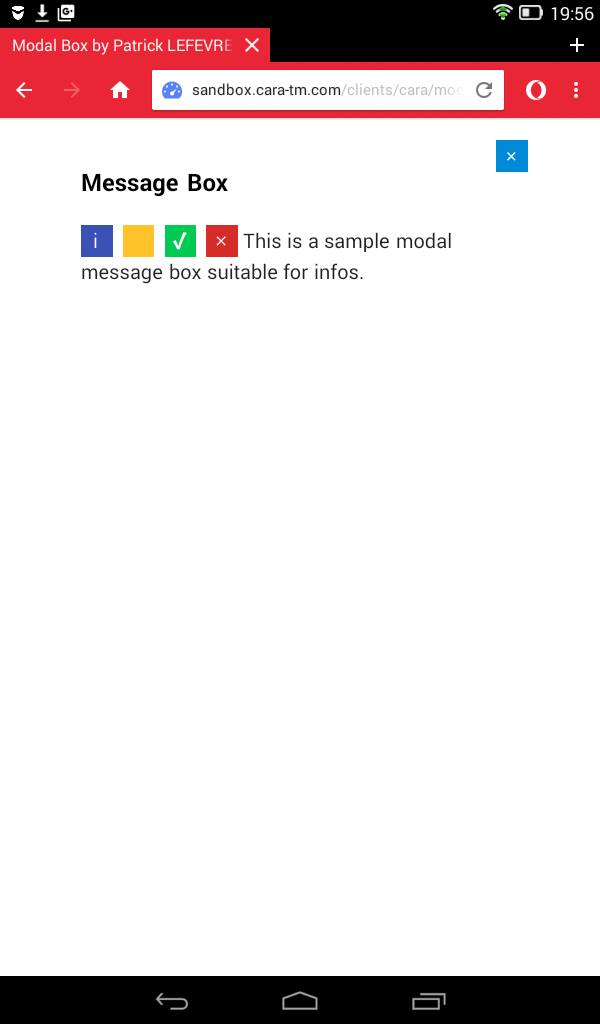 19:56
Modal Box by Patrick LEFEVRE
sandbox.cara-tm.com/clients/cara/mod
Message Box
i This is a sample modal
message box suitable for infos.